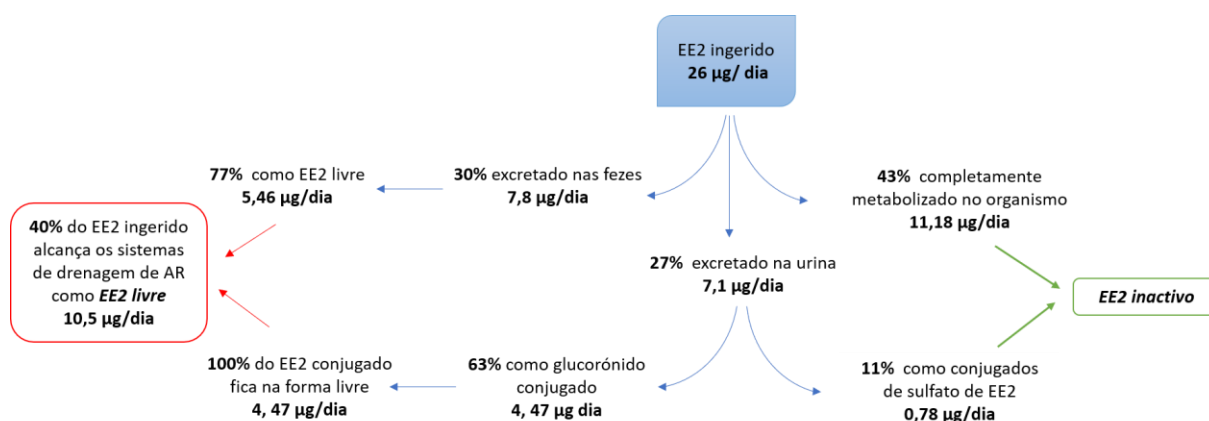 EE2 ingerido
26 µg/ dia
77% como EE2 livre
5,46 µg/dia
30% excretado nas fezes
7,8 µg/dia
43% completamente
metabolizado no organismo
11,18 µg/dia
40% do EE2 ingerido
alcança os sistemas
de drenagem de AR
como EE2 livre
10,5 µg/dia
27% excretado na urina
7,1 µg/dia
EE2 inactivo
100% do EE2 conjugado
fica na forma livre
4, 47 µg/dia
63% como glucorónido
conjugado
4, 47 µg dia
11% como conjugados
de sulfato de EE2
0,78 µg/dia